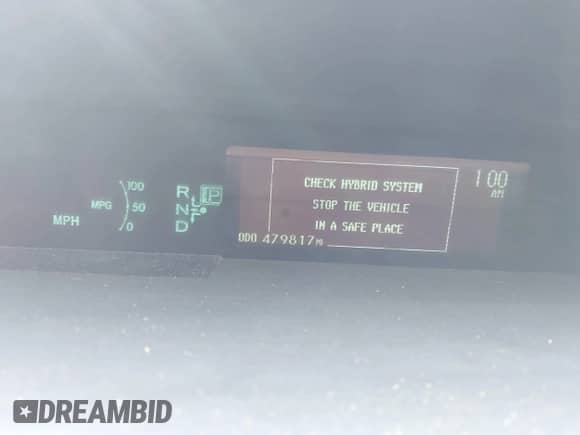 100
MPG
50
MPH
0
R
N
D
P
CHECK HYBRID SYSTEM
STOP THE VEHICLE
IN A SAFE PLACE
ODO 479817
1 00
AM
DREAMBID